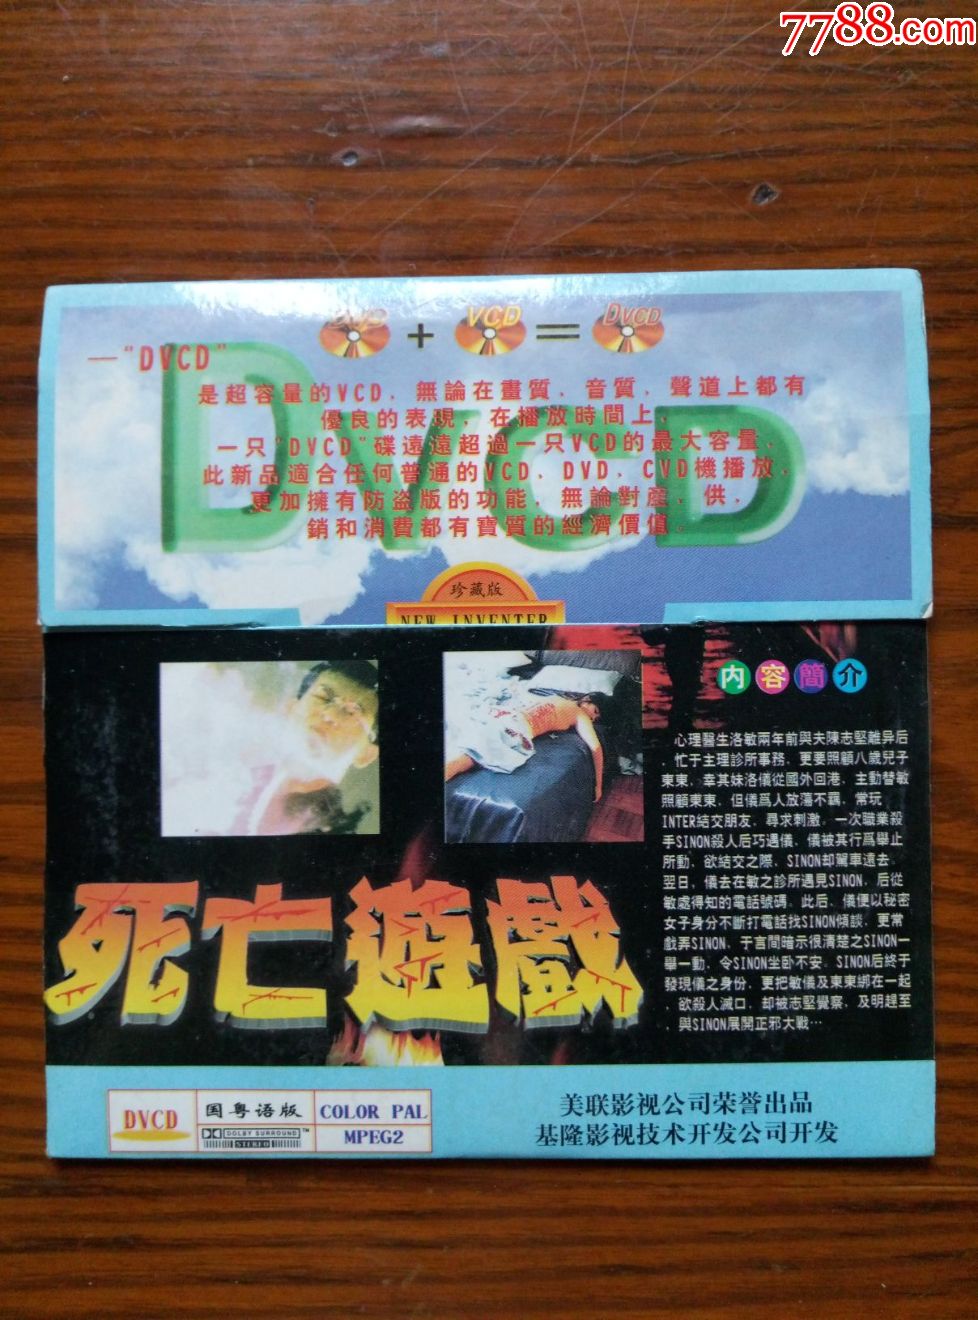 7788.com
DVD + VCD = DVCD
—"DVCD"
DVCD
是超容量的VCD，無論在畫質，音質，聲道上都有
優良的表現，在播放時間上，
一只"DVCD"碟遠遠超過一只VCD的最大容量，
此新品適合任何普通的VCD、DVD、CVD機播放，
更加擁有防盗版的功能，無論對產，供，
銷和消費都有寶質的經濟價值。
珍藏版
NEW INVENTER
内容簡介
心理醫生洛敏兩年前與夫陳志堅離异后
，忙于主理診所事務，更要照顧八歲兒子
東東，幸其妹洛儀從國外回港，主動替敏
照顧東東，但儀爲人放蕩不羈，常玩
INTER結交朋友，尋求刺激。一次職業殺
手SINON殺人后巧遇儀，儀被其行爲舉止
所動，欲結交之際，SINON却駕車遠去。
翌日，儀去在敏之診所遇見SINON，后從
敏處得知的電話號碼。此后，儀便以秘密
女子身分不斷打電話找SINON傾談，更常
戲弄SINON，于言間暗示很清楚之SINON一
舉一動，令SINON坐卧不安。SINON后終于
發現儀之身份，更把敏儀及東東綁在一起
，欲殺人滅口，却被志堅覺察，及明趕至
，與SINON展開正邪大戰…
死亡遊戲
DVCD
国粤语版
DOLBY SURROUND™
STEREO
COLOR PAL
MPEG2
美联影视公司荣誉出品
基隆影视技术开发公司开发